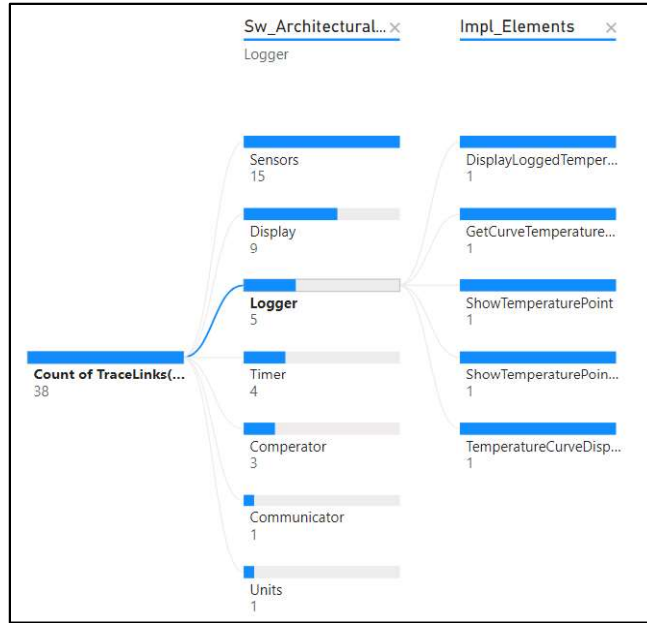 Sw_Architectural... ×
Logger
Impl_Elements ×
Sensors
15
Display
9
Logger
5
Timer
4
Comperator
3
Communicator
1
Units
1
Count of TraceLinks(...
38
DisplayLoggedTemper...
1
GetCurveTemperature...
1
ShowTemperaturePoint
1
ShowTemperaturePoin...
1
TemperatureCurveDisp...
1